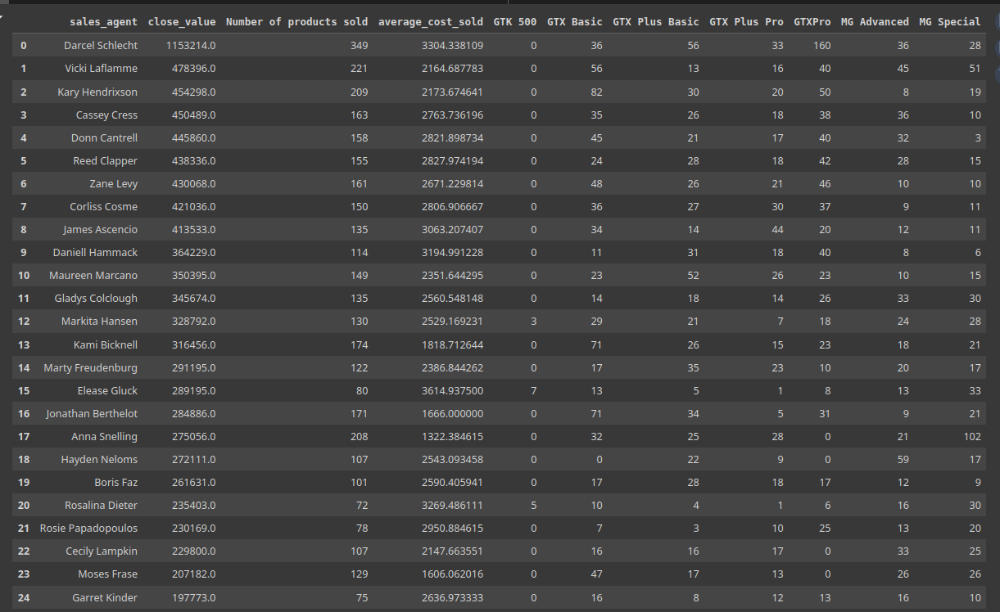 sales_agent close_value Number of products sold average_cost_sold GTK 500 GTX Basic GTX Plus Basic GTX Plus Pro GTXPro MG Advanced MG Special
0 Darcel Schlecht 1153214.0 349 3304.338109 0 36 56 33 160 36 28
1 Vicki Laflamme 478396.0 221 2164.687783 0 56 13 16 40 45 51
2 Kary Hendrixson 454298.0 209 2173.674641 0 82 30 20 50 8 19
3 Cassey Cress 450489.0 163 2763.736196 0 35 26 18 38 36 10
4 Donn Cantrell 445860.0 158 2821.898734 0 45 21 17 40 32 3
5 Reed Clapper 438336.0 155 2827.974194 0 24 28 18 42 28 15
6 Zane Levy 430068.0 161 2671.229814 0 48 26 21 46 10 10
7 Corliss Cosme 421036.0 150 2806.906667 0 36 27 30 37 9 11
8 James Ascencio 413533.0 135 3063.207407 0 34 14 44 20 12 11
9 Daniell Hammack 364229.0 114 3194.991228 0 11 31 18 40 8 6
10 Maureen Marcano 350395.0 149 2351.644295 0 23 52 26 23 10 15
11 Gladys Colclough 345674.0 135 2560.548148 0 14 18 14 26 33 30
12 Markita Hansen 328792.0 130 2529.169231 3 29 21 7 18 24 28
13 Kami Bicknell 316456.0 174 1818.712644 0 71 26 15 23 18 21
14 Marty Freudenburg 291195.0 122 2386.844262 0 17 35 23 10 20 17
15 Elease Gluck 289195.0 80 3614.937500 7 13 5 1 8 13 33
16 Jonathan Berthelot 284886.0 171 1666.000000 0 71 34 5 31 9 21
17 Anna Snelling 275056.0 208 1322.384615 0 32 25 28 0 21 102
18 Hayden Neloms 272111.0 107 2543.093458 0 0 22 9 0 59 17
19 Boris Faz 261631.0 101 2590.405941 0 17 28 18 17 12 9
20 Rosalina Dieter 235403.0 72 3269.486111 5 10 4 1 6 16 30
21 Rosie Papadopoulos 230169.0 78 2950.884615 0 7 3 10 25 13 20
22 Cecily Lampkin 229800.0 107 2147.663551 0 16 16 17 0 33 25
23 Moses Frase 207182.0 129 1606.062016 0 47 17 13 0 26 26
24 Garret Kinder 197773.0 75 2636.973333 0 16 8 12 13 16 10